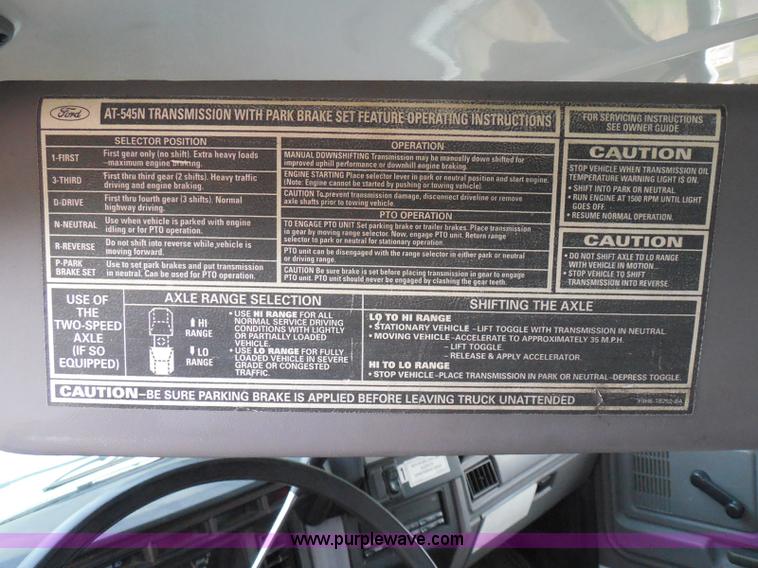 Ford
AT-545N TRANSMISSION WITH PARK BRAKE SET FEATURE OPERATING INSTRUCTIONS
FOR SERVICING INSTRUCTIONS
SEE OWNER GUIDE
SELECTOR POSITION
1-FIRST
First gear only (no shift). Extra heavy loads
-maximum engine braking.
3-THIRD
First thru third gear (2 shifts). Heavy traffic
driving and engine braking.
D-DRIVE
First thru fourth gear (3 shifts). Normal
highway driving.
N-NEUTRAL
Use when vehicle is parked with engine
idling or for PTO operation.
R-REVERSE
Do not shift into reverse while vehicle is
moving forward.
P-PARK
BRAKE SET
Use to set park brakes and put transmission
in neutral. Can be used for PTO operation.
OPERATION
MANUAL DOWNSHIFTING Transmission may be manually down shifted for
improved uphill performance or downhill engine braking.
ENGINE STARTING Place selector lever in park or neutral position and start engine.
(Note: Engine cannot be started by pushing or towing vehicle)
CAUTION To prevent transmission damage, disconnect driveline or remove
axle shafts prior to towing vehicle.
PTO OPERATION
TO ENGAGE PTO UNIT Set parking brake or trailer brakes. Place transmission
in gear by moving range selector. Now, engage PTO unit. Return range
selector to park or neutral for stationary operation.
PTO unit can be disengaged with the range selector in either park or neutral
or driving range.
CAUTION Be sure brake is set before placing transmission in gear to engage
PTO unit. PTO unit should never be engaged by clashing the gear teeth.
CAUTION
STOP VEHICLE WHEN TRANSMISSION OIL
TEMPERATURE WARNING LIGHT IS ON.
• SHIFT INTO PARK OR NEUTRAL
• RUN ENGINE AT 1500 RPM UNTIL LIGHT
GOES OFF.
• RESUME NORMAL OPERATION.
CAUTION
• DO NOT SHIFT AXLE TO LO RANGE
WITH VEHICLE IN MOTION...
• STOP VEHICLE TO SHIFT
TRANSMISSION INTO REVERSE.
USE OF
THE
TWO-SPEED
AXLE
(IF SO
EQUIPPED)
AXLE RANGE SELECTION
HI
RANGE
LO
RANGE
• USE HI RANGE FOR ALL
NORMAL SERVICE DRIVING
CONDITIONS WITH LIGHTLY
OR PARTIALLY LOADED
VEHICLE.
• USE LO RANGE FOR FULLY
LOADED VEHICLE IN SEVERE
GRADE OR CONGESTED
TRAFFIC.
SHIFTING THE AXLE
LO TO HI RANGE
• STATIONARY VEHICLE -LIFT TOGGLE WITH TRANSMISSION IN NEUTRAL
• MOVING VEHICLE -ACCELERATE TO APPROXIMATELY 35 M.P.H.
- LIFT TOGGLE.
- RELEASE & APPLY ACCELERATOR.
HI TO LO RANGE
• STOP VEHICLE -PLACE TRANSMISSION IN PARK OR NEUTRAL -DEPRESS TOGGLE.
CAUTION-BE SURE PARKING BRAKE IS APPLIED BEFORE LEAVING TRUCK UNATTENDED
www.purplewave.com